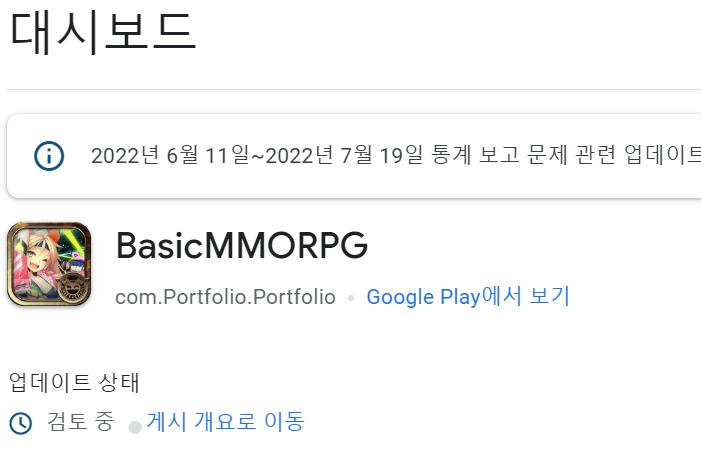 대시보드
2022년 6월 11일~2022년 7월 19일 통계 보고 문제 관련 업데이트
BasicMMORPG
com.Portfolio.Portfolio • Google Play에서 보기
업데이트 상태
검토 중 • 게시 개요로 이동